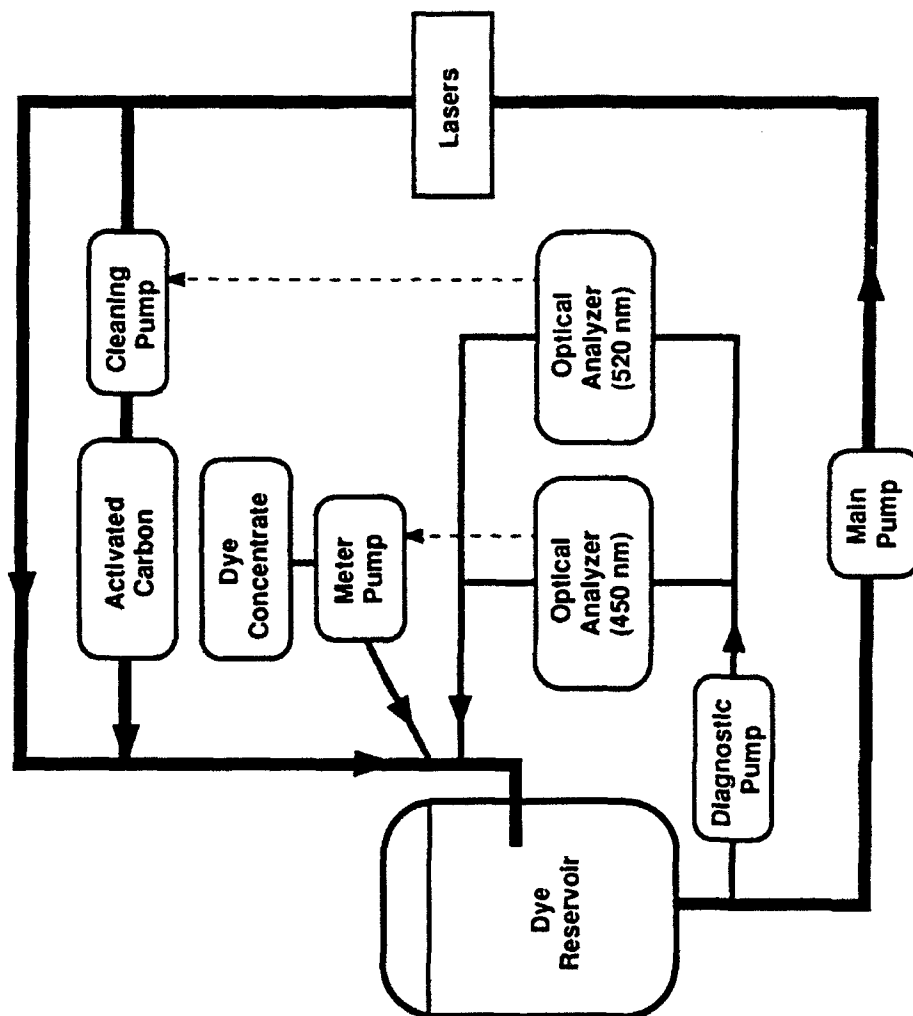 Lasers
Cleaning
Pump
Activated
Carbon
Dye
Concentrate
Meter
Pump
Optical
Analyzer
(520 nm)
Optical
Analyzer
(450 nm)
Main
Pump
Diagnostic
Pump
Dye
Reservoir